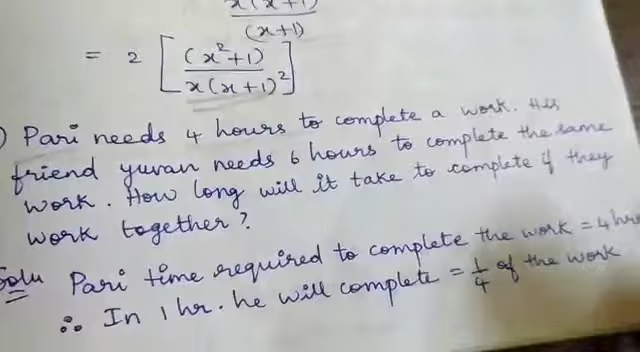 x(x+1)
(x+1)
= 2 [ (x²+1) / x(x+1)² ]
) Pari needs 4 hours to complete a work. His
friend yuvan needs 6 hours to complete the same
work. How long will it take to complete if they
work together?
Solu Pari time required to complete the work = 4 hrs
∴ In 1 hr. he will complete = 1/4 of the work